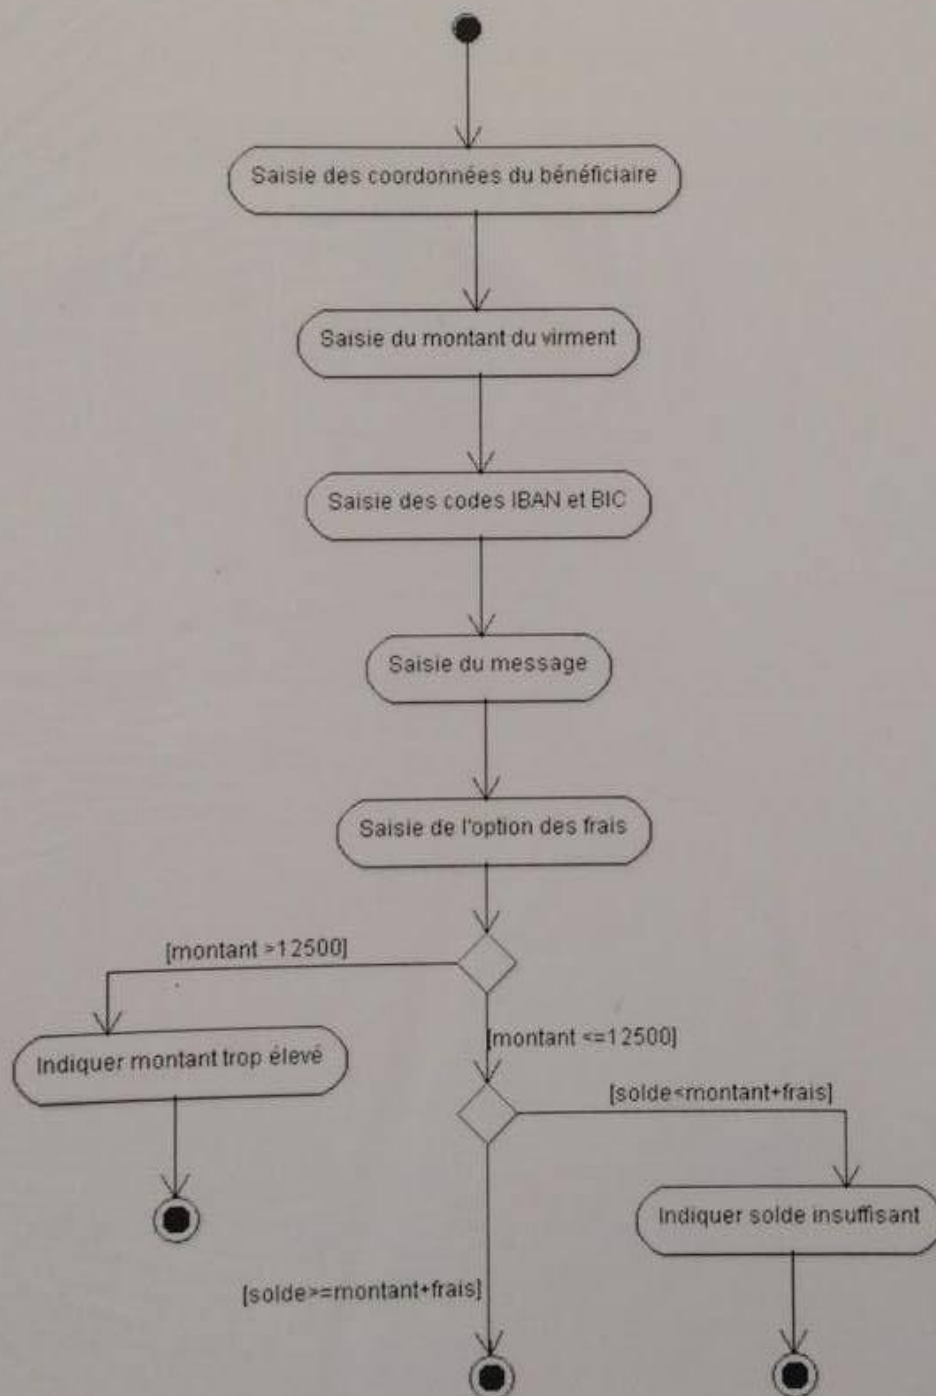 Saisie des coordonnées du bénéficiaire
Saisie du montant du virment
Saisie des codes IBAN et BIC
Saisie du message
Saisie de l'option des frais
[montant >12500]
[montant <=12500]
Indiquer montant trop élevé
[solde<montant+frais]
Indiquer solde insuffisant
[solde>=montant+frais]